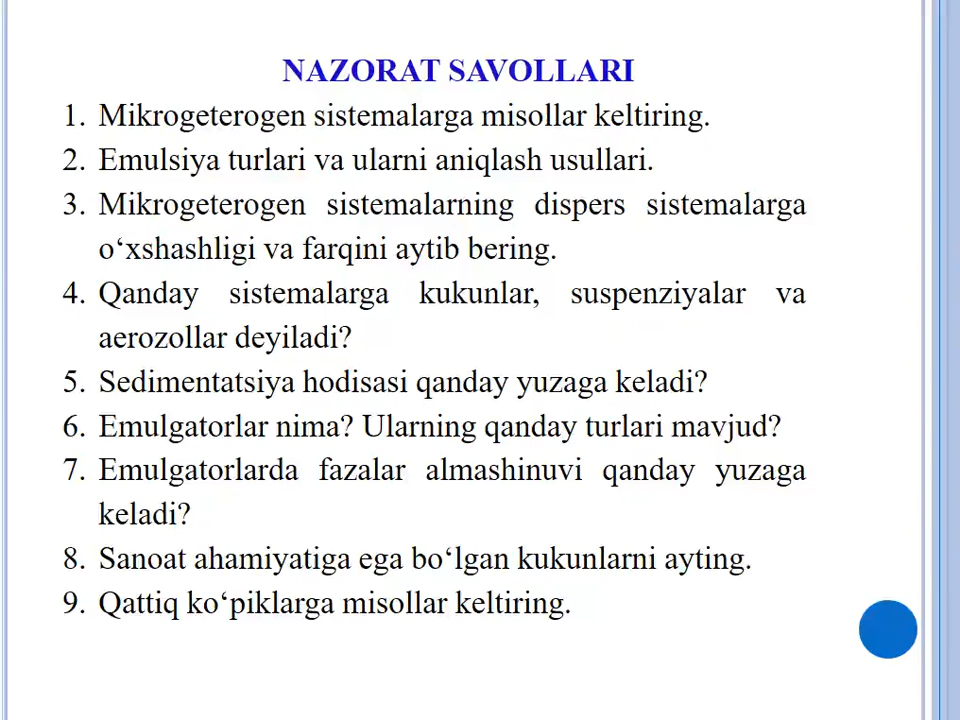 NAZORAT SAVOLLARI
1. Mikrogeterogen sistemalarga misollar keltiring.
2. Emulsiya turlari va ularni aniqlash usullari.
3. Mikrogeterogen sistemalarning dispers sistemalarga
o‘xshashligi va farqini aytib bering.
4. Qanday sistemalarga kukunlar, suspenziyalar va
aerozollar deyiladi?
5. Sedimentatsiya hodisasi qanday yuzaga keladi?
6. Emulgatorlar nima? Ularning qanday turlari mavjud?
7. Emulgatorlarda fazalar almashinuvi qanday yuzaga
keladi?
8. Sanoat ahamiyatiga ega bo‘lgan kukunlarni ayting.
9. Qattiq ko‘piklarga misollar keltiring.